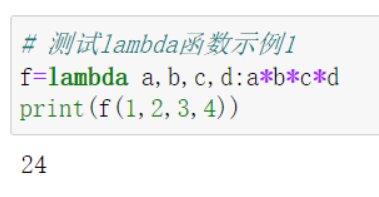 # 测试lambda函数示例1
f=lambda a,b,c,d:a*b*c*d
print(f(1,2,3,4))
24